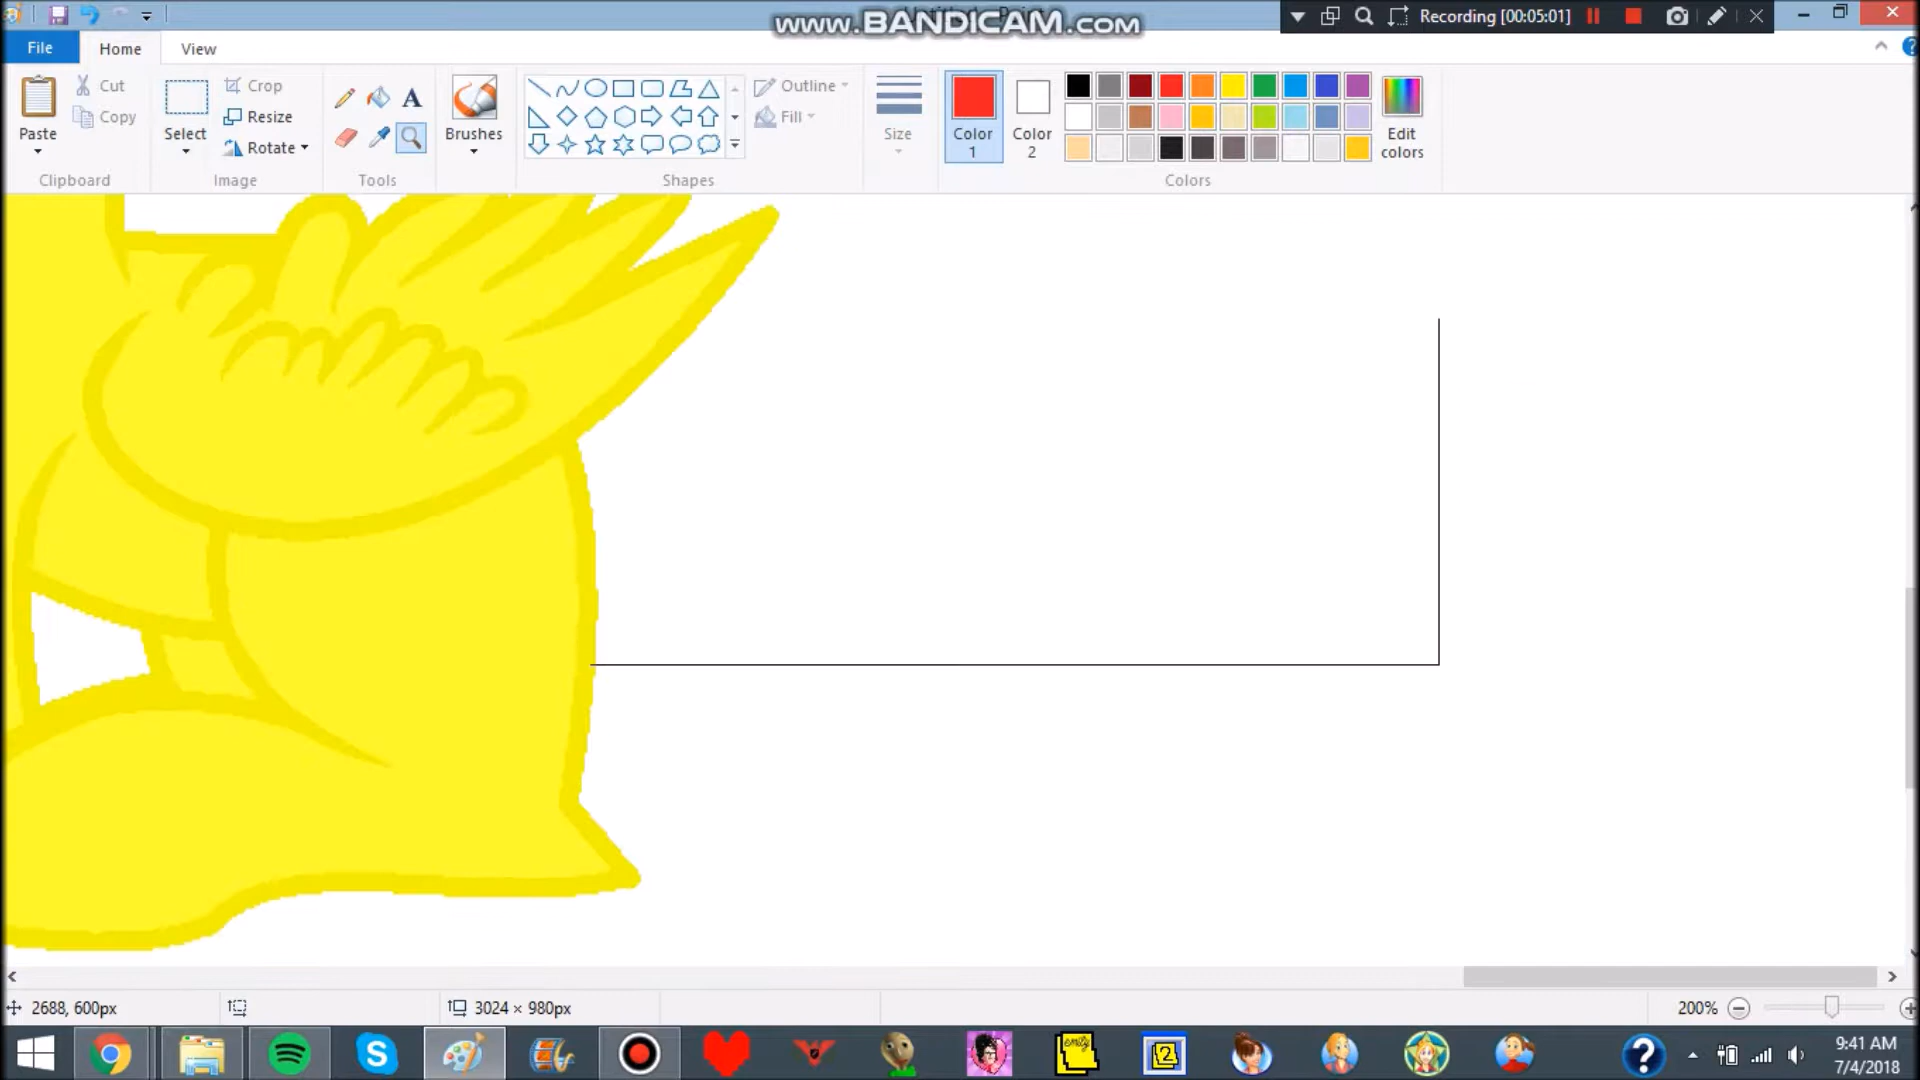 www.BANDICAM.com
Recording [00:05:01]
File
Home
View
Cut
Copy
Paste
Clipboard
Select
Crop
Resize
Rotate
Image
A
Tools
Brushes
Outline
Fill
Shapes
Size
Color
1
Color
2
Edit
colors
Colors
2688, 600px
3024 × 980px
200%
emily
2
?
9:41 AM
7/4/2018